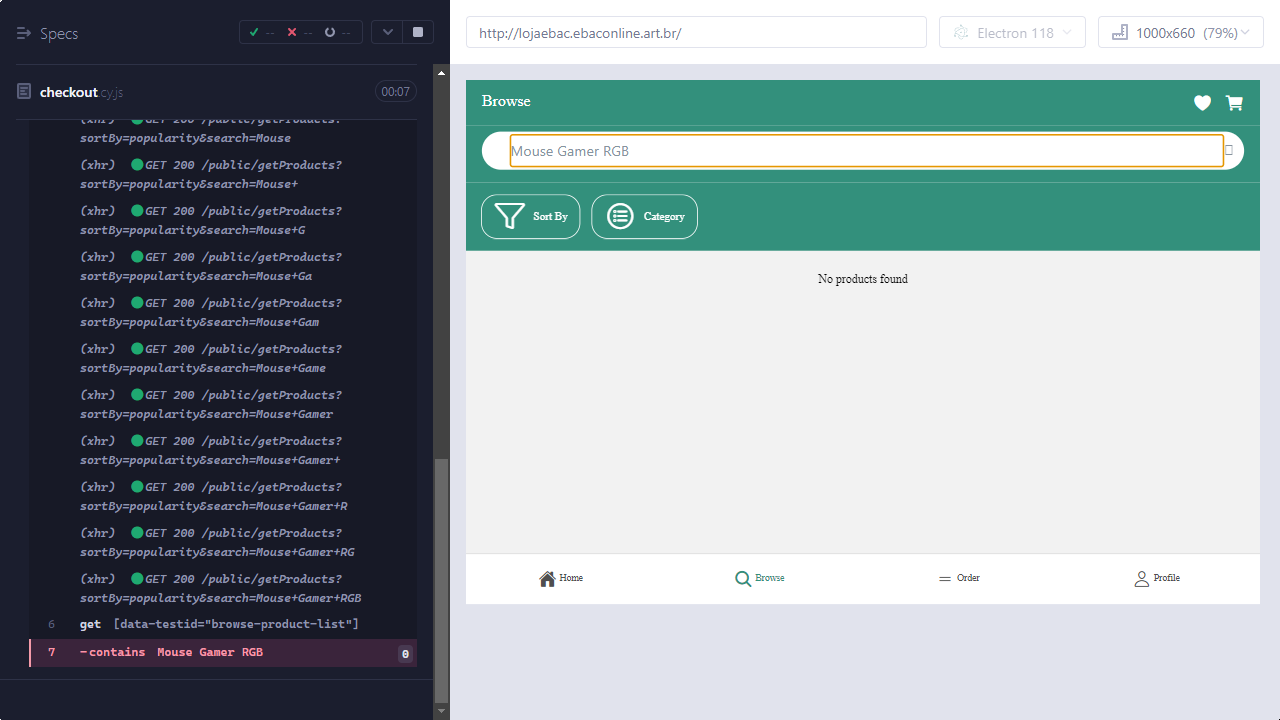 Specs
--
--
--
checkout.cy.js
00:07
(xhr) GET 200 /public/getProducts?
sortBy=popularity&search=Mouse
(xhr) GET 200 /public/getProducts?
sortBy=popularity&search=Mouse+
(xhr) GET 200 /public/getProducts?
sortBy=popularity&search=Mouse+G
(xhr) GET 200 /public/getProducts?
sortBy=popularity&search=Mouse+Ga
(xhr) GET 200 /public/getProducts?
sortBy=popularity&search=Mouse+Gam
(xhr) GET 200 /public/getProducts?
sortBy=popularity&search=Mouse+Game
(xhr) GET 200 /public/getProducts?
sortBy=popularity&search=Mouse+Gamer
(xhr) GET 200 /public/getProducts?
sortBy=popularity&search=Mouse+Gamer+
(xhr) GET 200 /public/getProducts?
sortBy=popularity&search=Mouse+Gamer+R
(xhr) GET 200 /public/getProducts?
sortBy=popularity&search=Mouse+Gamer+RG
(xhr) GET 200 /public/getProducts?
sortBy=popularity&search=Mouse+Gamer+RGB
6 get [data-testid="browse-product-list"]
7 -contains Mouse Gamer RGB 0
http://lojaebac.ebaconline.art.br/
Electron 118
1000x660 (79%)
Browse
Mouse Gamer RGB
Sort By
Category
No products found
Home
Browse
Order
Profile